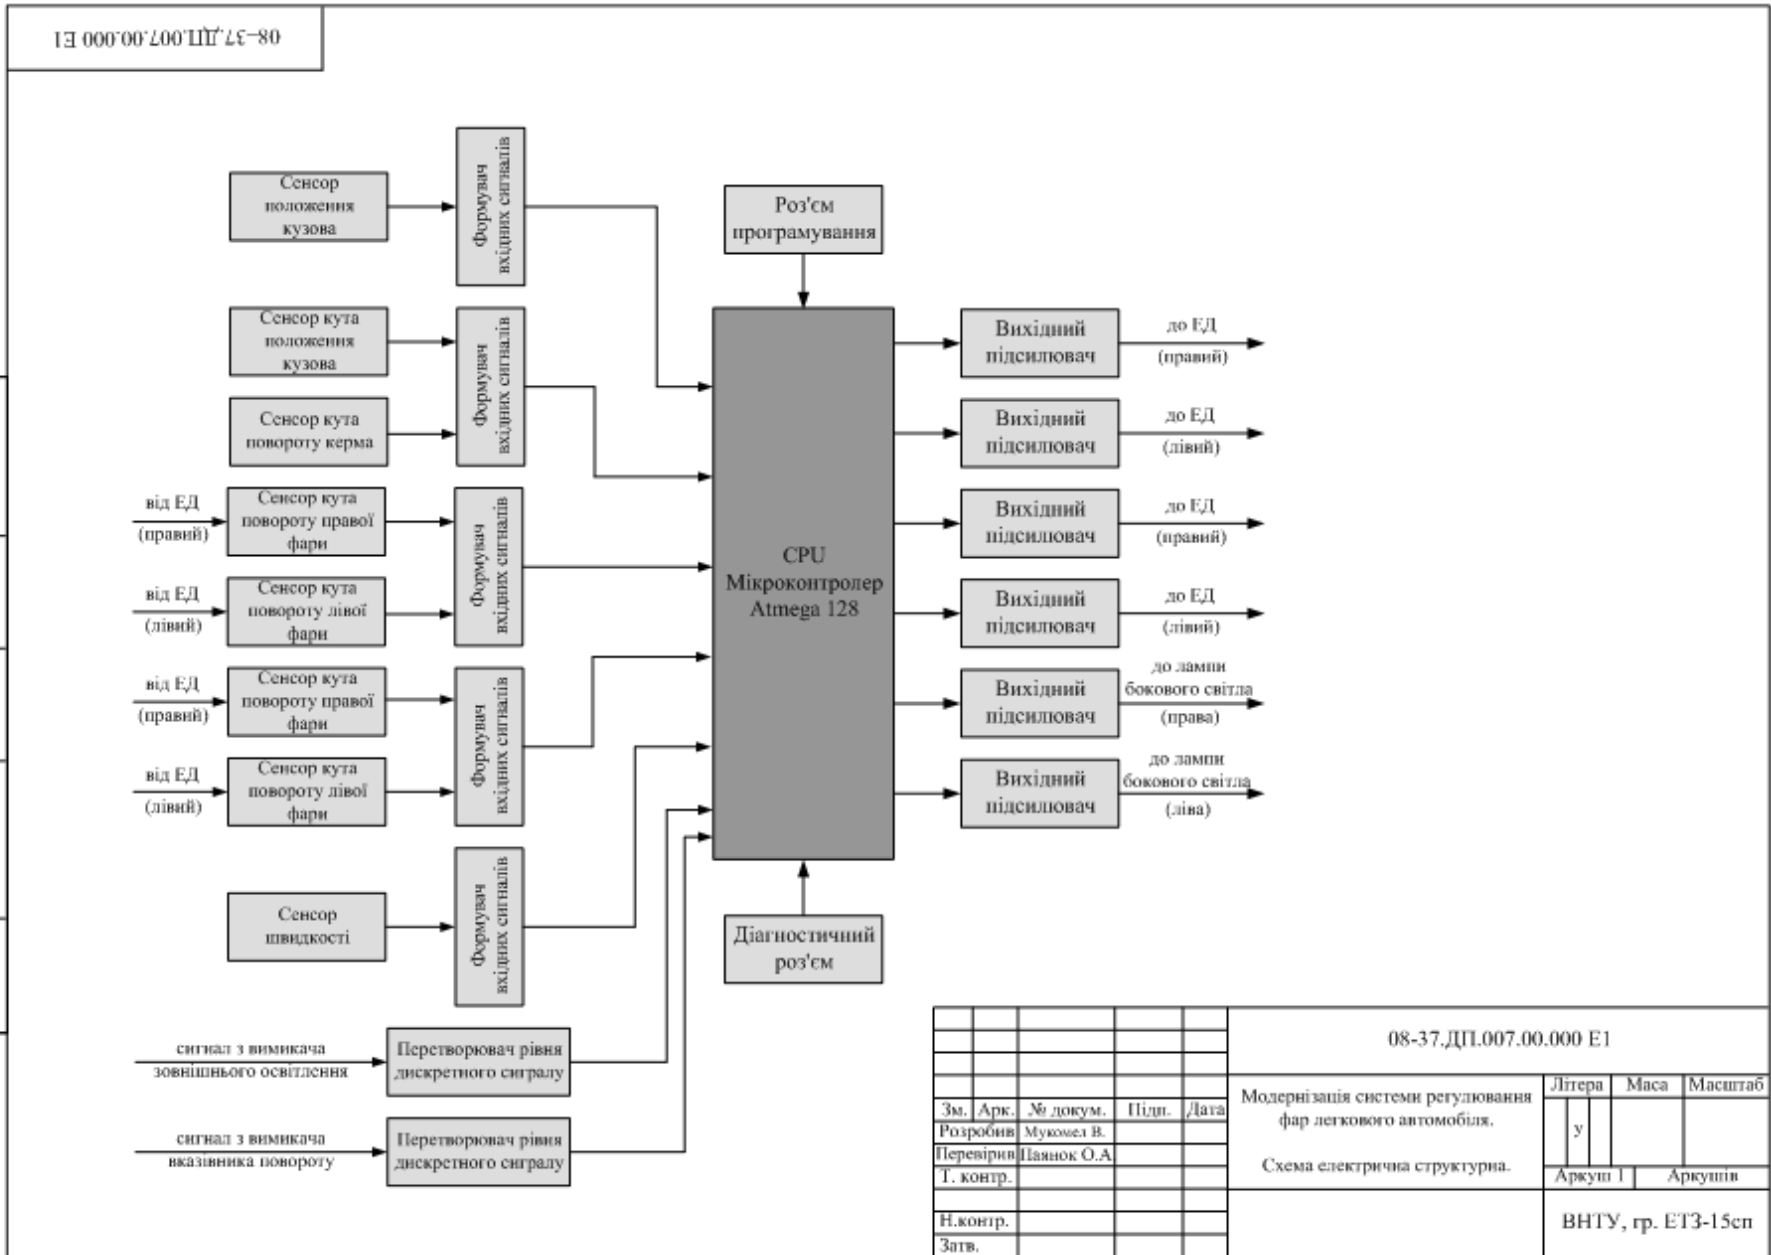 08-37.ДП.007.00.000 Е1
Сенсор
положення
кузова
Формувач
вхідних сигналів
Роз'єм
програмування
Сенсор кута
положення
кузова
Сенсор кута
повороту керма
Формувач
вхідних сигналів
від ЕД
(правий)
Сенсор кута
повороту правої
фари
від ЕД
(лівий)
Сенсор кута
повороту лівої
фари
Формувач
вхідних сигналів
від ЕД
(правий)
Сенсор кута
повороту правої
фари
від ЕД
(лівий)
Сенсор кута
повороту лівої
фари
Формувач
вхідних сигналів
Сенсор
швидкості
Формувач
вхідних сигналів
сигнал з вимикача
зовнішнього освітлення
Перетворювач рівня
дискретного сигралу
сигнал з вимикача
вказівника повороту
Перетворювач рівня
дискретного сигралу
CPU
Мікроконтролер
Atmega 128
Діагностичний
роз'єм
Вихідний
підсилювач
до ЕД
(правий)
Вихідний
підсилювач
до ЕД
(лівий)
Вихідний
підсилювач
до ЕД
(правий)
Вихідний
підсилювач
до ЕД
(лівий)
Вихідний
підсилювач
до лампи
бокового світла
(права)
Вихідний
підсилювач
до лампи
бокового світла
(ліва)
08-37.ДП.007.00.000 Е1
Зм. Арк. № докум. Підп. Дата
Розробив Мукомел В.
Перевірив Паянок О.А
Т. контр.
Н.контр.
Затв.
Модернізація системи регулювання
фар легкового автомобіля.
Схема електрична структурна.
Літера Маса Масштаб
у
Аркуш 1 Аркушів
ВНТУ, гр. ЕТЗ-15сп